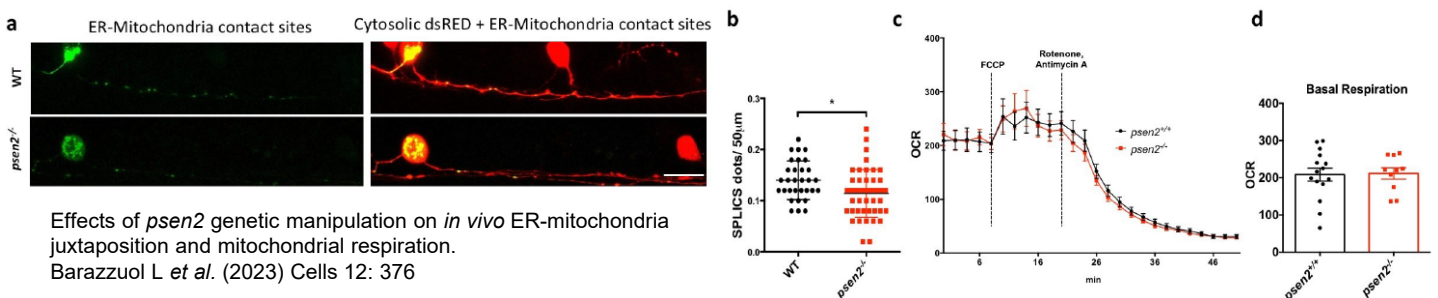 a
ER-Mitochondria contact sites
Cytosolic dsRED + ER-Mitochondria contact sites
WT
psen2-/-
Effects of psen2 genetic manipulation on in vivo ER-mitochondria
juxtaposition and mitochondrial respiration.
Barazzuol L et al. (2023) Cells 12: 376
b
*
SPLICS dots/ 50μm
0.3
0.2
0.1
0.0
WT
psen2-/-
c
OCR
400
300
200
100
0
FCCP
Rotenone,
Antimycin A
psen2+/+
psen2-/-
6 16 26 36 46
min
d
Basal Respiration
OCR
400
300
200
100
0
psen2+/+
psen2-/-